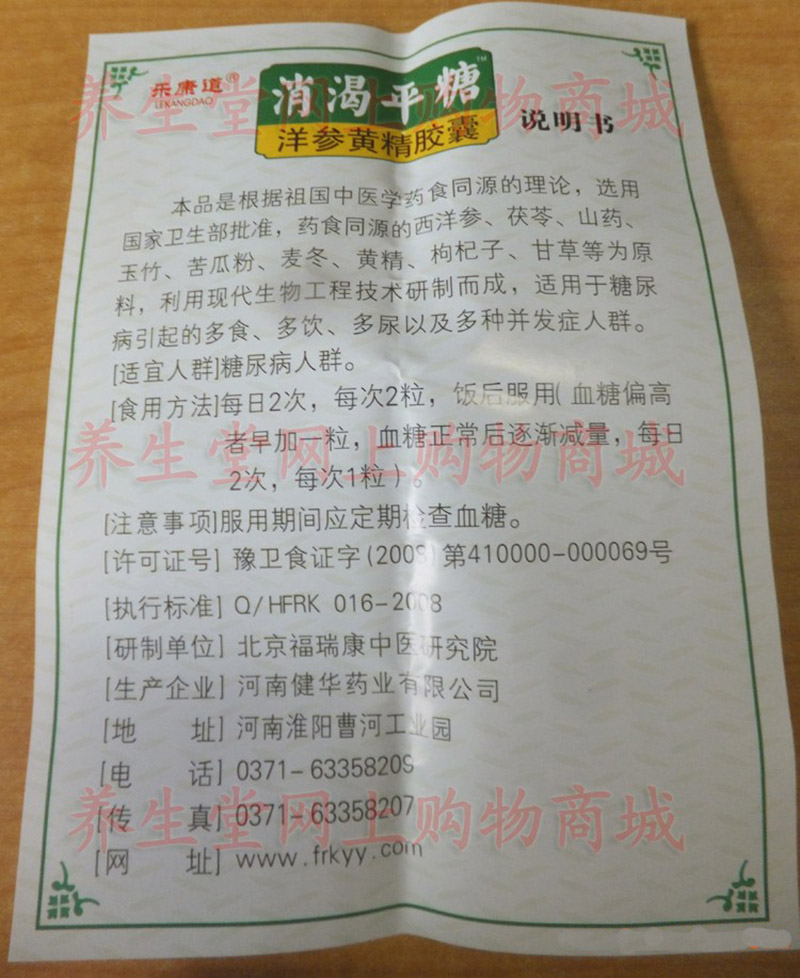 乐康道®
LEKANGDAO
消渴平糖™
洋参黄精胶囊
说明书
本品是根据祖国中医学药食同源的理论，选用
国家卫生部批准，药食同源的西洋参、茯苓、山药、
玉竹、苦瓜粉、麦冬、黄精、枸杞子、甘草等为原
料，利用现代生物工程技术研制而成，适用于糖尿
病引起的多食、多饮、多尿以及多种并发症人群。
[适宜人群]糖尿病人群。
[食用方法]每日2次，每次2粒，饭后服用(血糖偏高
者早加一粒，血糖正常后逐渐减量，每日
2次，每次1粒)。
[注意事项]服用期间应定期检查血糖。
[许可证号] 豫卫食证字(2008)第410000-000069号
[执行标准] Q/HFRK 016-2008
[研制单位] 北京福瑞康中医研究院
[生产企业] 河南健华药业有限公司
[地 址] 河南淮阳曹河工业园
[电 话] 0371-63358209
[传 真] 0371-63358207
[网 址] www.frkyy.com
养生堂网上购物商城
养生堂网上购物商城
养生堂网上购物商城